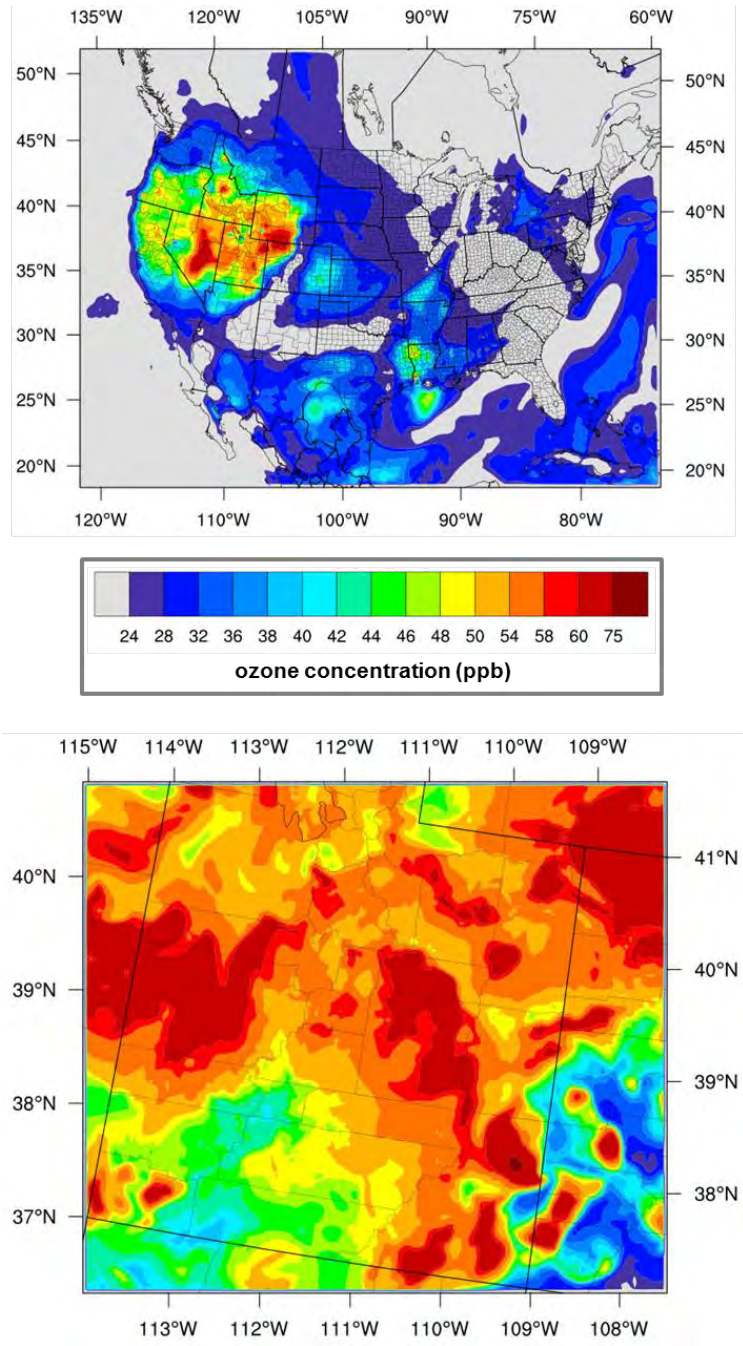 135°W 120°W 105°W 90°W 75°W 60°W
50°N 50°N
45°N 45°N
40°N 40°N
35°N 35°N
30°N 30°N
25°N 25°N
20°N 20°N
120°W 110°W 100°W 90°W 80°W
24 28 32 36 38 40 42 44 46 48 50 54 58 60 75
ozone concentration (ppb)
115°W 114°W 113°W 112°W 111°W 110°W 109°W
41°N
40°N
40°N
39°N
39°N
38°N
38°N
37°N
113°W 112°W 111°W 110°W 109°W 108°W